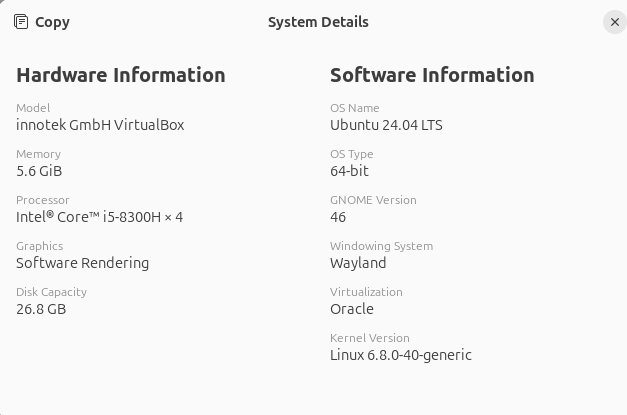 Copy
System Details
Hardware Information
Model
innotek GmbH VirtualBox
Memory
5.6 GiB
Processor
Intel® Core™ i5-8300H × 4
Graphics
Software Rendering
Disk Capacity
26.8 GB
Software Information
OS Name
Ubuntu 24.04 LTS
OS Type
64-bit
GNOME Version
46
Windowing System
Wayland
Virtualization
Oracle
Kernel Version
Linux 6.8.0-40-generic